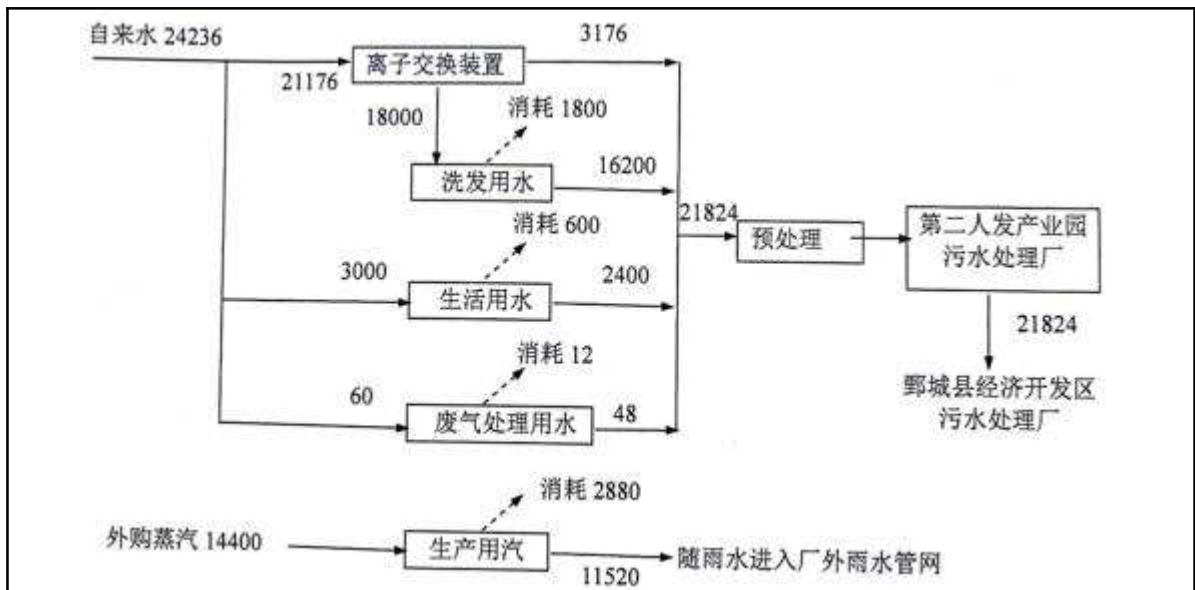 自来水 24236
3176
离子交换装置
21176
18000
消耗 1800
洗发用水
16200
消耗 600
21824
预处理
第二人发产业园
污水处理厂
3000
生活用水
2400
21824
消耗 12
60
废气处理用水
48
鄄城县经济开发区
污水处理厂
消耗 2880
外购蒸汽 14400
生产用汽
11520
随雨水进入厂外雨水管网